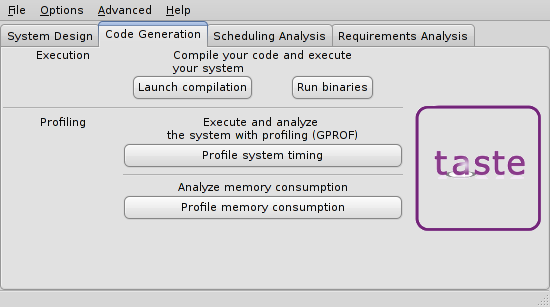 File Options Advanced Help
System Design Code Generation Scheduling Analysis Requirements Analysis
Execution Compile your code and execute
your system
Launch compilation Run binaries
Profiling Execute and analyze
the system with profiling (GPROF)
Profile system timing
taste
Analyze memory consumption
Profile memory consumption